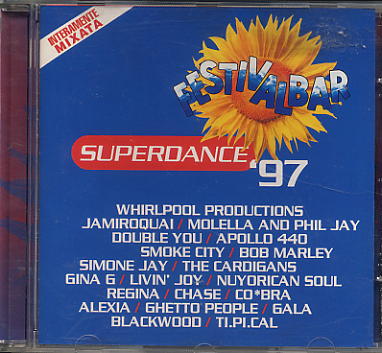 INTERAMENTE
MIXATA
FESTIVALBAR
SUPERDANCE '97
WHIRLPOOL PRODUCTIONS
JAMIROQUAI / MOLELLA AND PHIL JAY
DOUBLE YOU / APOLLO 440
SMOKE CITY / BOB MARLEY
SIMONE JAY / THE CARDIGANS
GINA G / LIVIN' JOY / NUYORICAN SOUL
REGINA / CHASE / CO*BRA
ALEXIA / GHETTO PEOPLE / GALA
BLACKWOOD / TI.PI.CAL